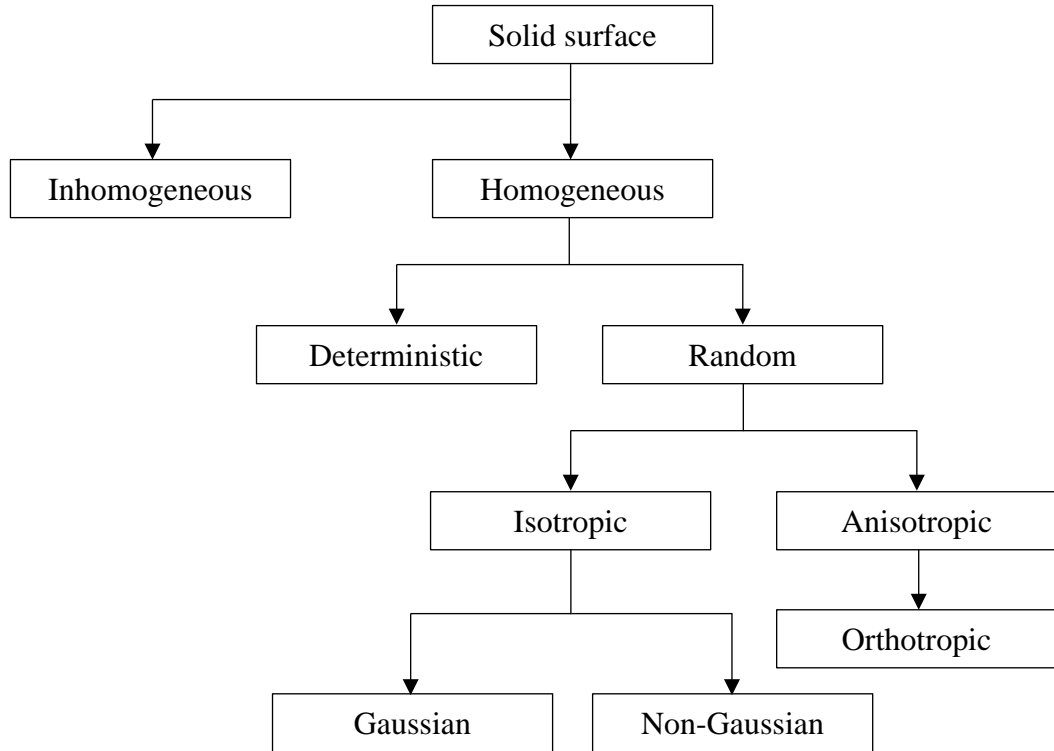 Solid surface
Inhomogeneous
Homogeneous
Deterministic
Random
Isotropic
Anisotropic
Orthotropic
Gaussian
Non-Gaussian